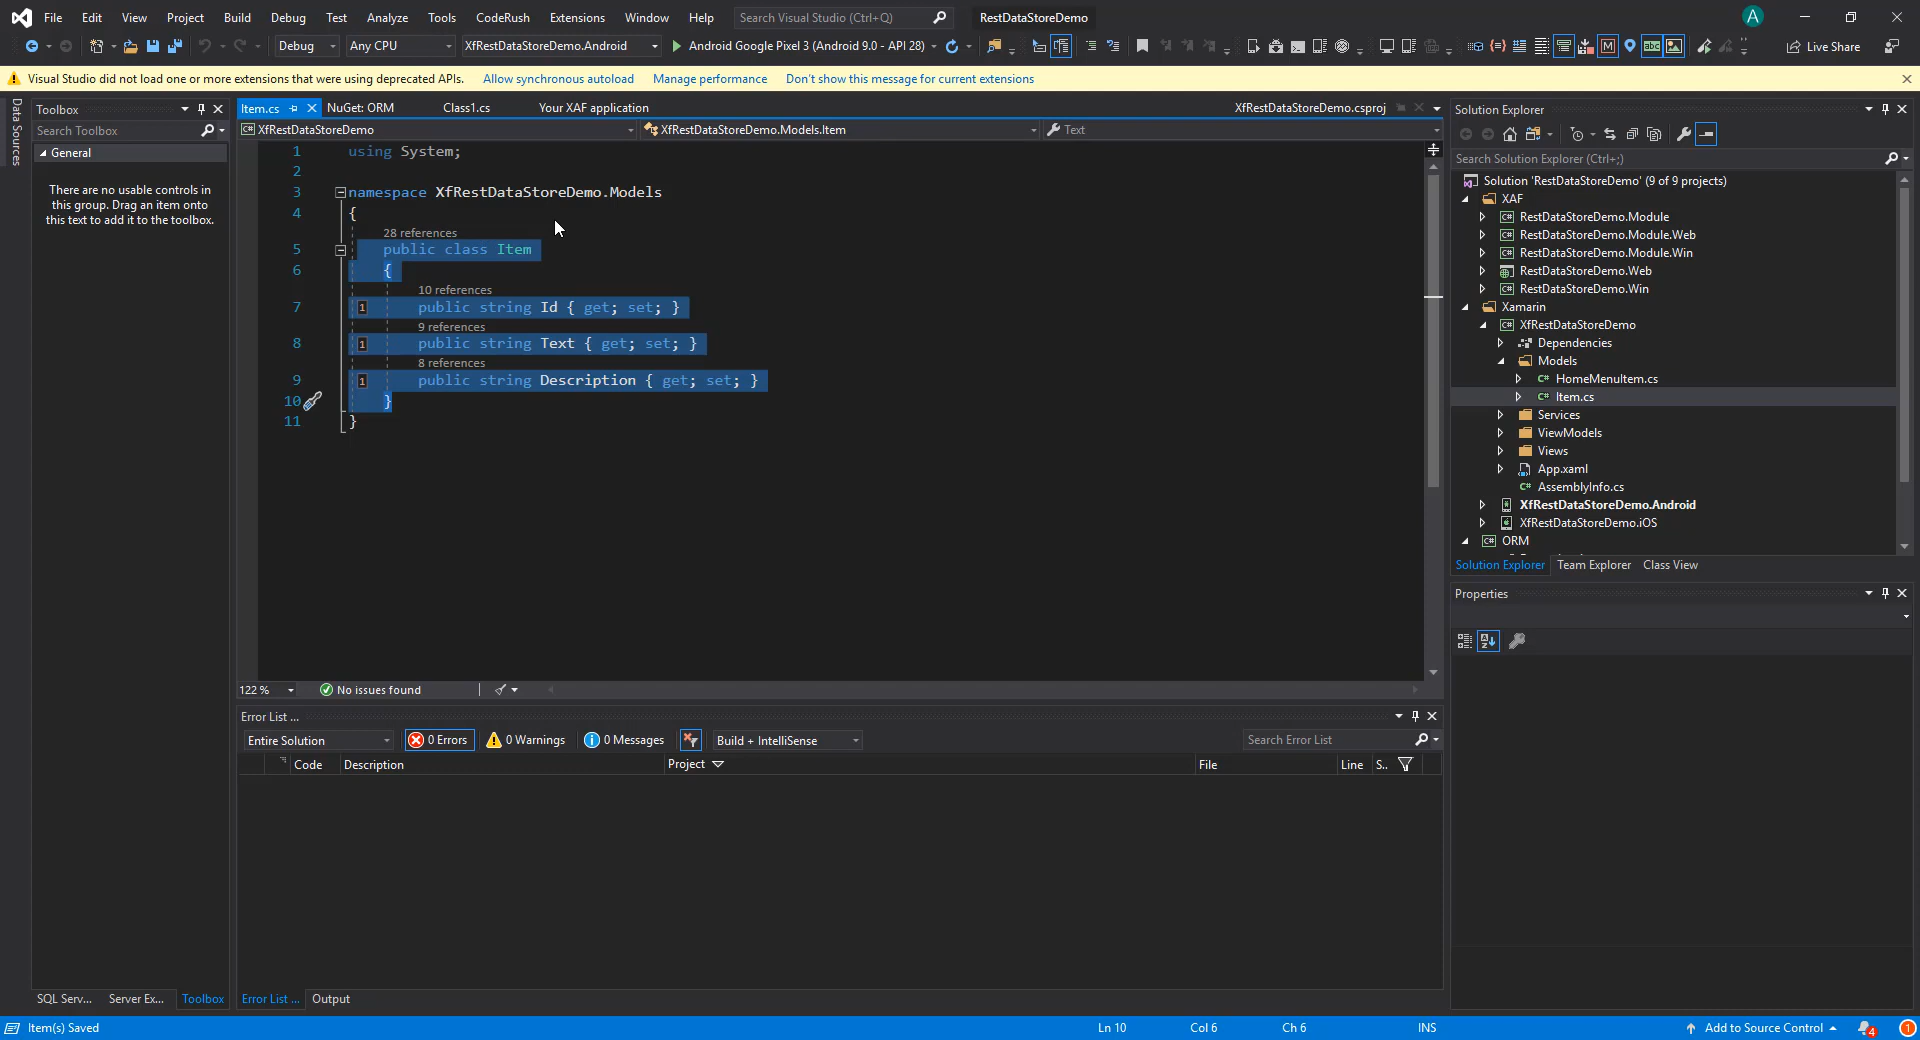 File Edit View Project Build Debug Test Analyze Tools CodeRush Extensions Window Help Search Visual Studio (Ctrl+Q) RestDataStoreDemo A
Debug Any CPU XfRestDataStoreDemo.Android Android Google Pixel 3 (Android 9.0 - API 28) Live Share
Visual Studio did not load one or more extensions that were using deprecated APIs. Allow synchronous autoload Manage performance Don't show this message for current extensions
Data Sources
Toolbox
Search Toolbox
General
There are no usable controls in
this group. Drag an item onto
this text to add it to the toolbox.
SQL Serv... Server Ex... Toolbox
Item.cs NuGet: ORM Class1.cs Your XAF application XfRestDataStoreDemo.csproj
XfRestDataStoreDemo XfRestDataStoreDemo.Models.Item Text
1 using System;
2
3 namespace XfRestDataStoreDemo.Models
4 {
28 references
5 public class Item
6 {
10 references
7 1 public string Id { get; set; }
9 references
8 1 public string Text { get; set; }
8 references
9 1 public string Description { get; set; }
10 }
11 }
122 % No issues found
Error List ...
Entire Solution 0 Errors 0 Warnings 0 Messages Build + IntelliSense Search Error List
Code Description Project File Line S..
Error List ... Output
Solution Explorer
Search Solution Explorer (Ctrl+;)
Solution 'RestDataStoreDemo' (9 of 9 projects)
XAF
RestDataStoreDemo.Module
RestDataStoreDemo.Module.Web
RestDataStoreDemo.Module.Win
RestDataStoreDemo.Web
RestDataStoreDemo.Win
Xamarin
XfRestDataStoreDemo
Dependencies
Models
C# HomeMenuItem.cs
C# Item.cs
Services
ViewModels
Views
App.xaml
C# AssemblyInfo.cs
XfRestDataStoreDemo.Android
XfRestDataStoreDemo.iOS
C# ORM
Solution Explorer Team Explorer Class View
Properties
Item(s) Saved Ln 10 Col 6 Ch 6 INS Add to Source Control 4 1